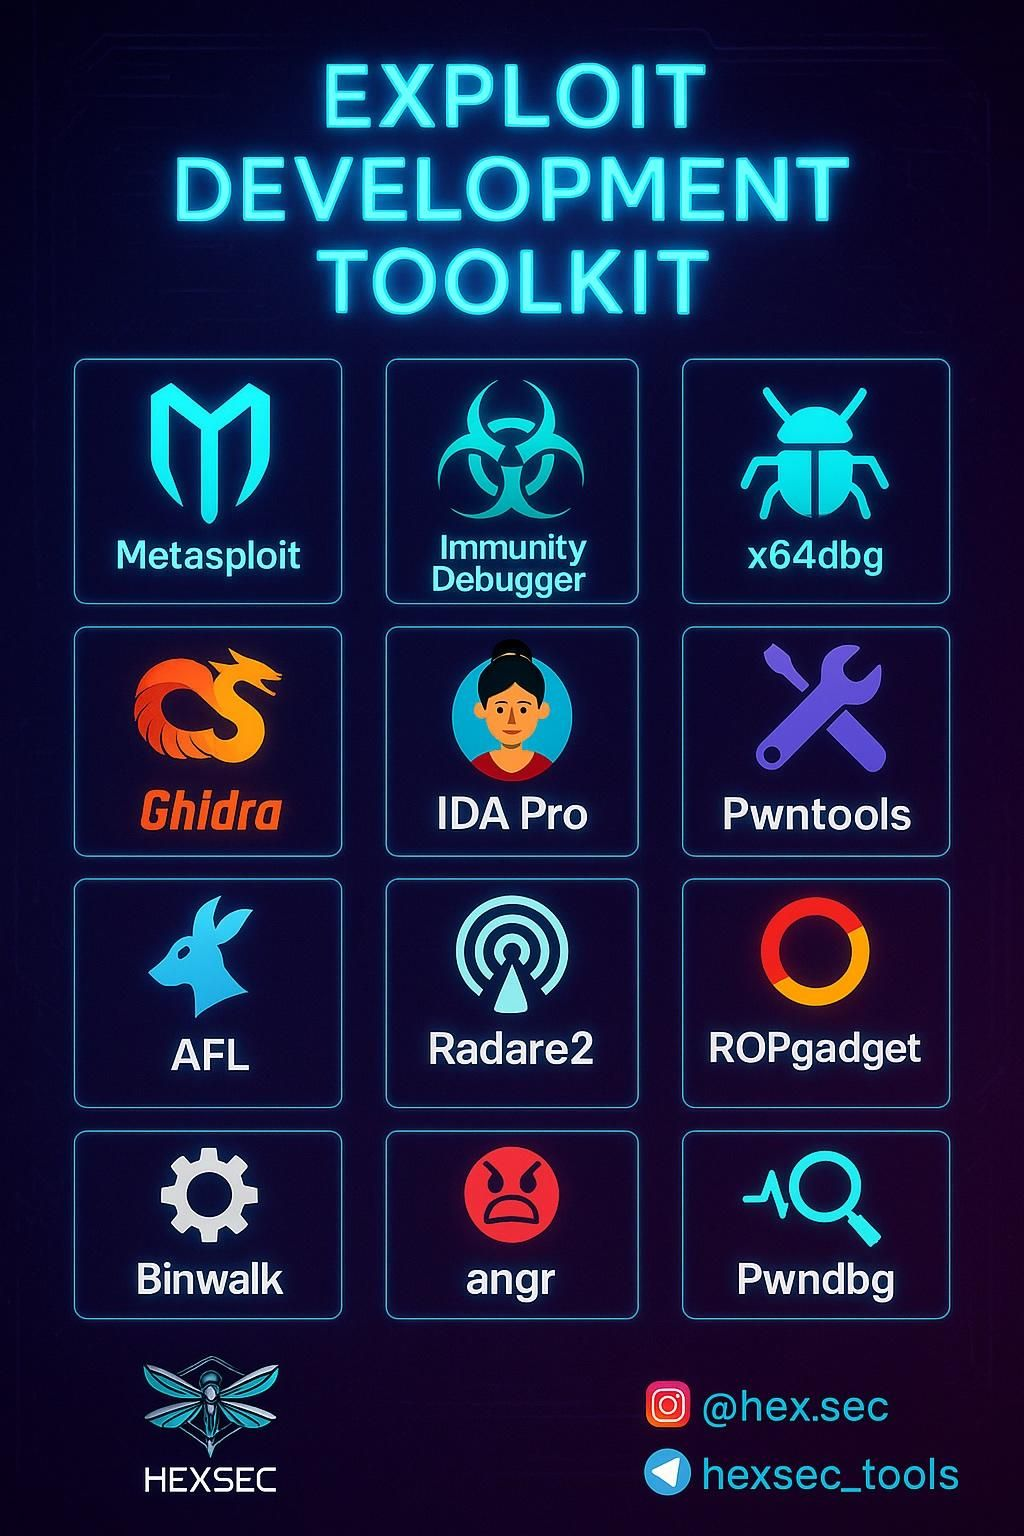 EXPLOIT
DEVELOPMENT
TOOLKIT
Metasploit
Immunity
Debugger
x64dbg
Ghidra
IDA Pro
Pwntools
AFL
Radare2
ROPgadget
Binwalk
angr
Pwndbg
HEXSEC
@hex.sec
hexsec_tools